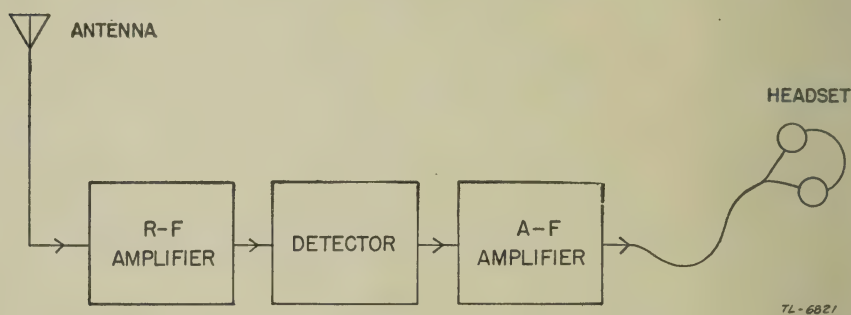 ANTENNA
HEADSET
R-F
AMPLIFIER
DETECTOR
A-F
AMPLIFIER
TL-6821